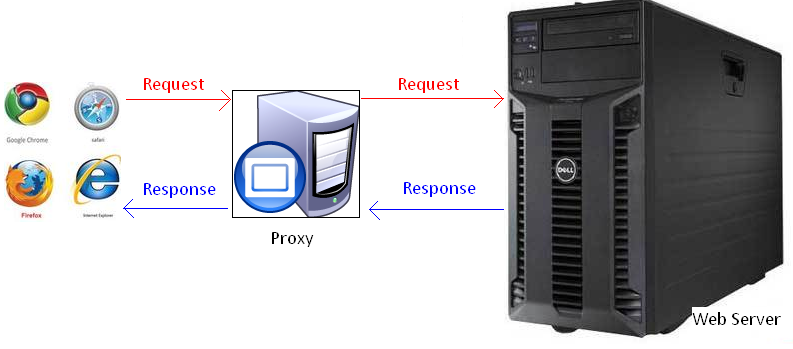 Request
Request
Google Chrome
safari
Response
Response
Firefox
Internet Explorer
Proxy
DELL
Web Server